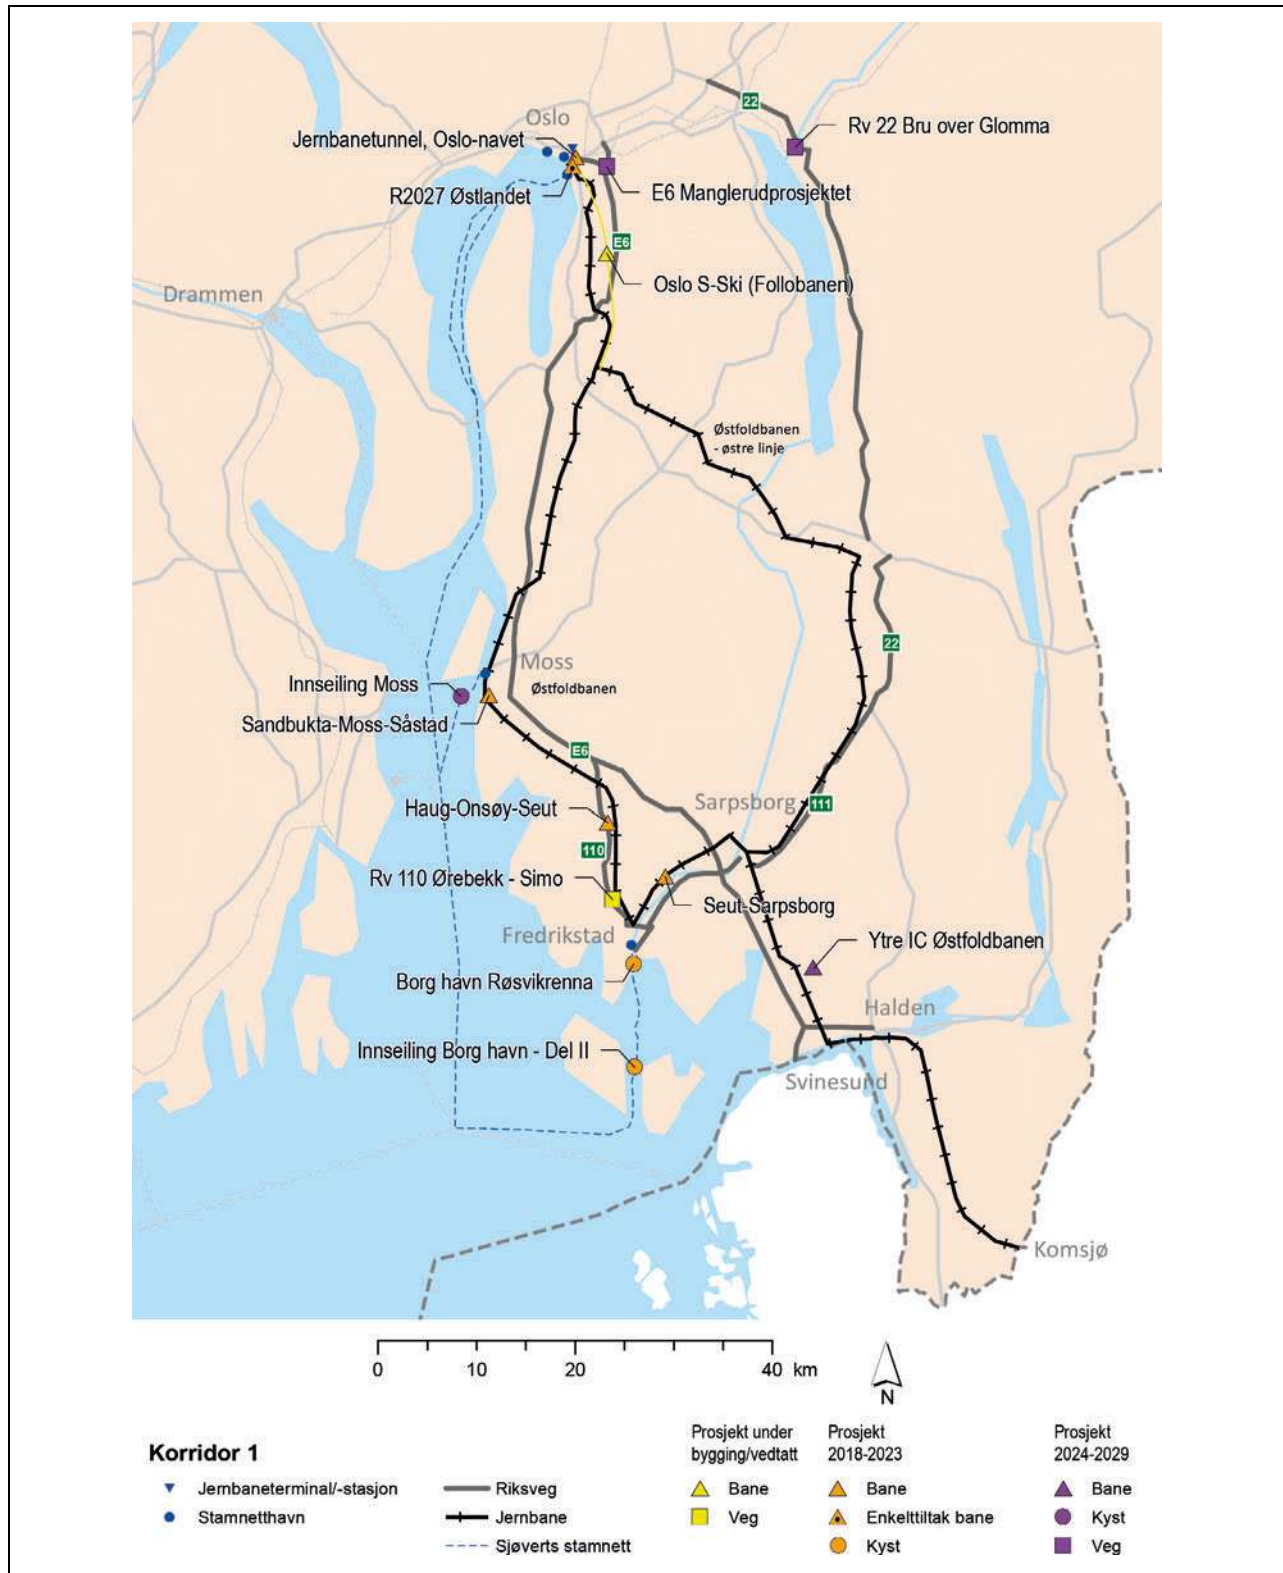 22
Oslo
Rv 22 Bru over Glomma
Jernbanetunnel, Oslo-navet
R2027 Østlandet
E6 Manglerudprosjektet
E6
Oslo S-Ski (Follobanen)
Drammen
Østfoldbanen
- østre linje
22
Moss
Innseiling Moss
Østfoldbanen
Sandbukta-Moss-Såstad
E6
Sarpsborg
111
Haug-Onsøy-Seut
110
Rv 110 Ørebekk - Simo
Seut-Sarpsborg
Fredrikstad
Ytre IC Østfoldbanen
Borg havn Røsvikrenna
Halden
Innseiling Borg havn - Del II
Svinesund
Komsjø
0 10 20 40 km
N
Korridor 1
Jernbaneterminal/-stasjon
Stamnetthavn
Riksveg
Jernbane
Sjøverts stamnett
Prosjekt under
bygging/vedtatt
Bane
Veg
Prosjekt
2018-2023
Bane
Enkelttiltak bane
Kyst
Prosjekt
2024-2029
Bane
Kyst
Veg